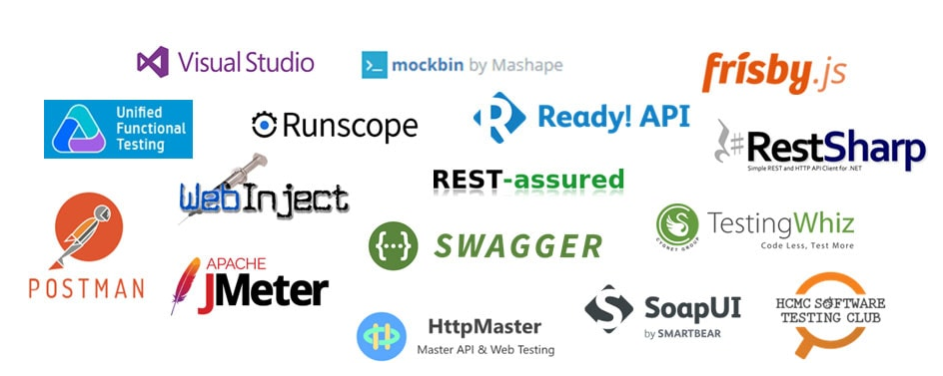 Visual Studio
mockbin by Mashape
frisby.js
Unified
Functional
Testing
Runscope
Ready! API
RestSharp
Simple REST and HTTP API Client for .NET
WebInject
REST-assured
POSTMAN
SWAGGER
CYGNET GROUP
TestingWhiz
Code Less, Test More
APACHE
JMeter
HttpMaster
Master API & Web Testing
SoapUI
by SMARTBEAR
HCMC SOFTWARE
TESTING CLUB